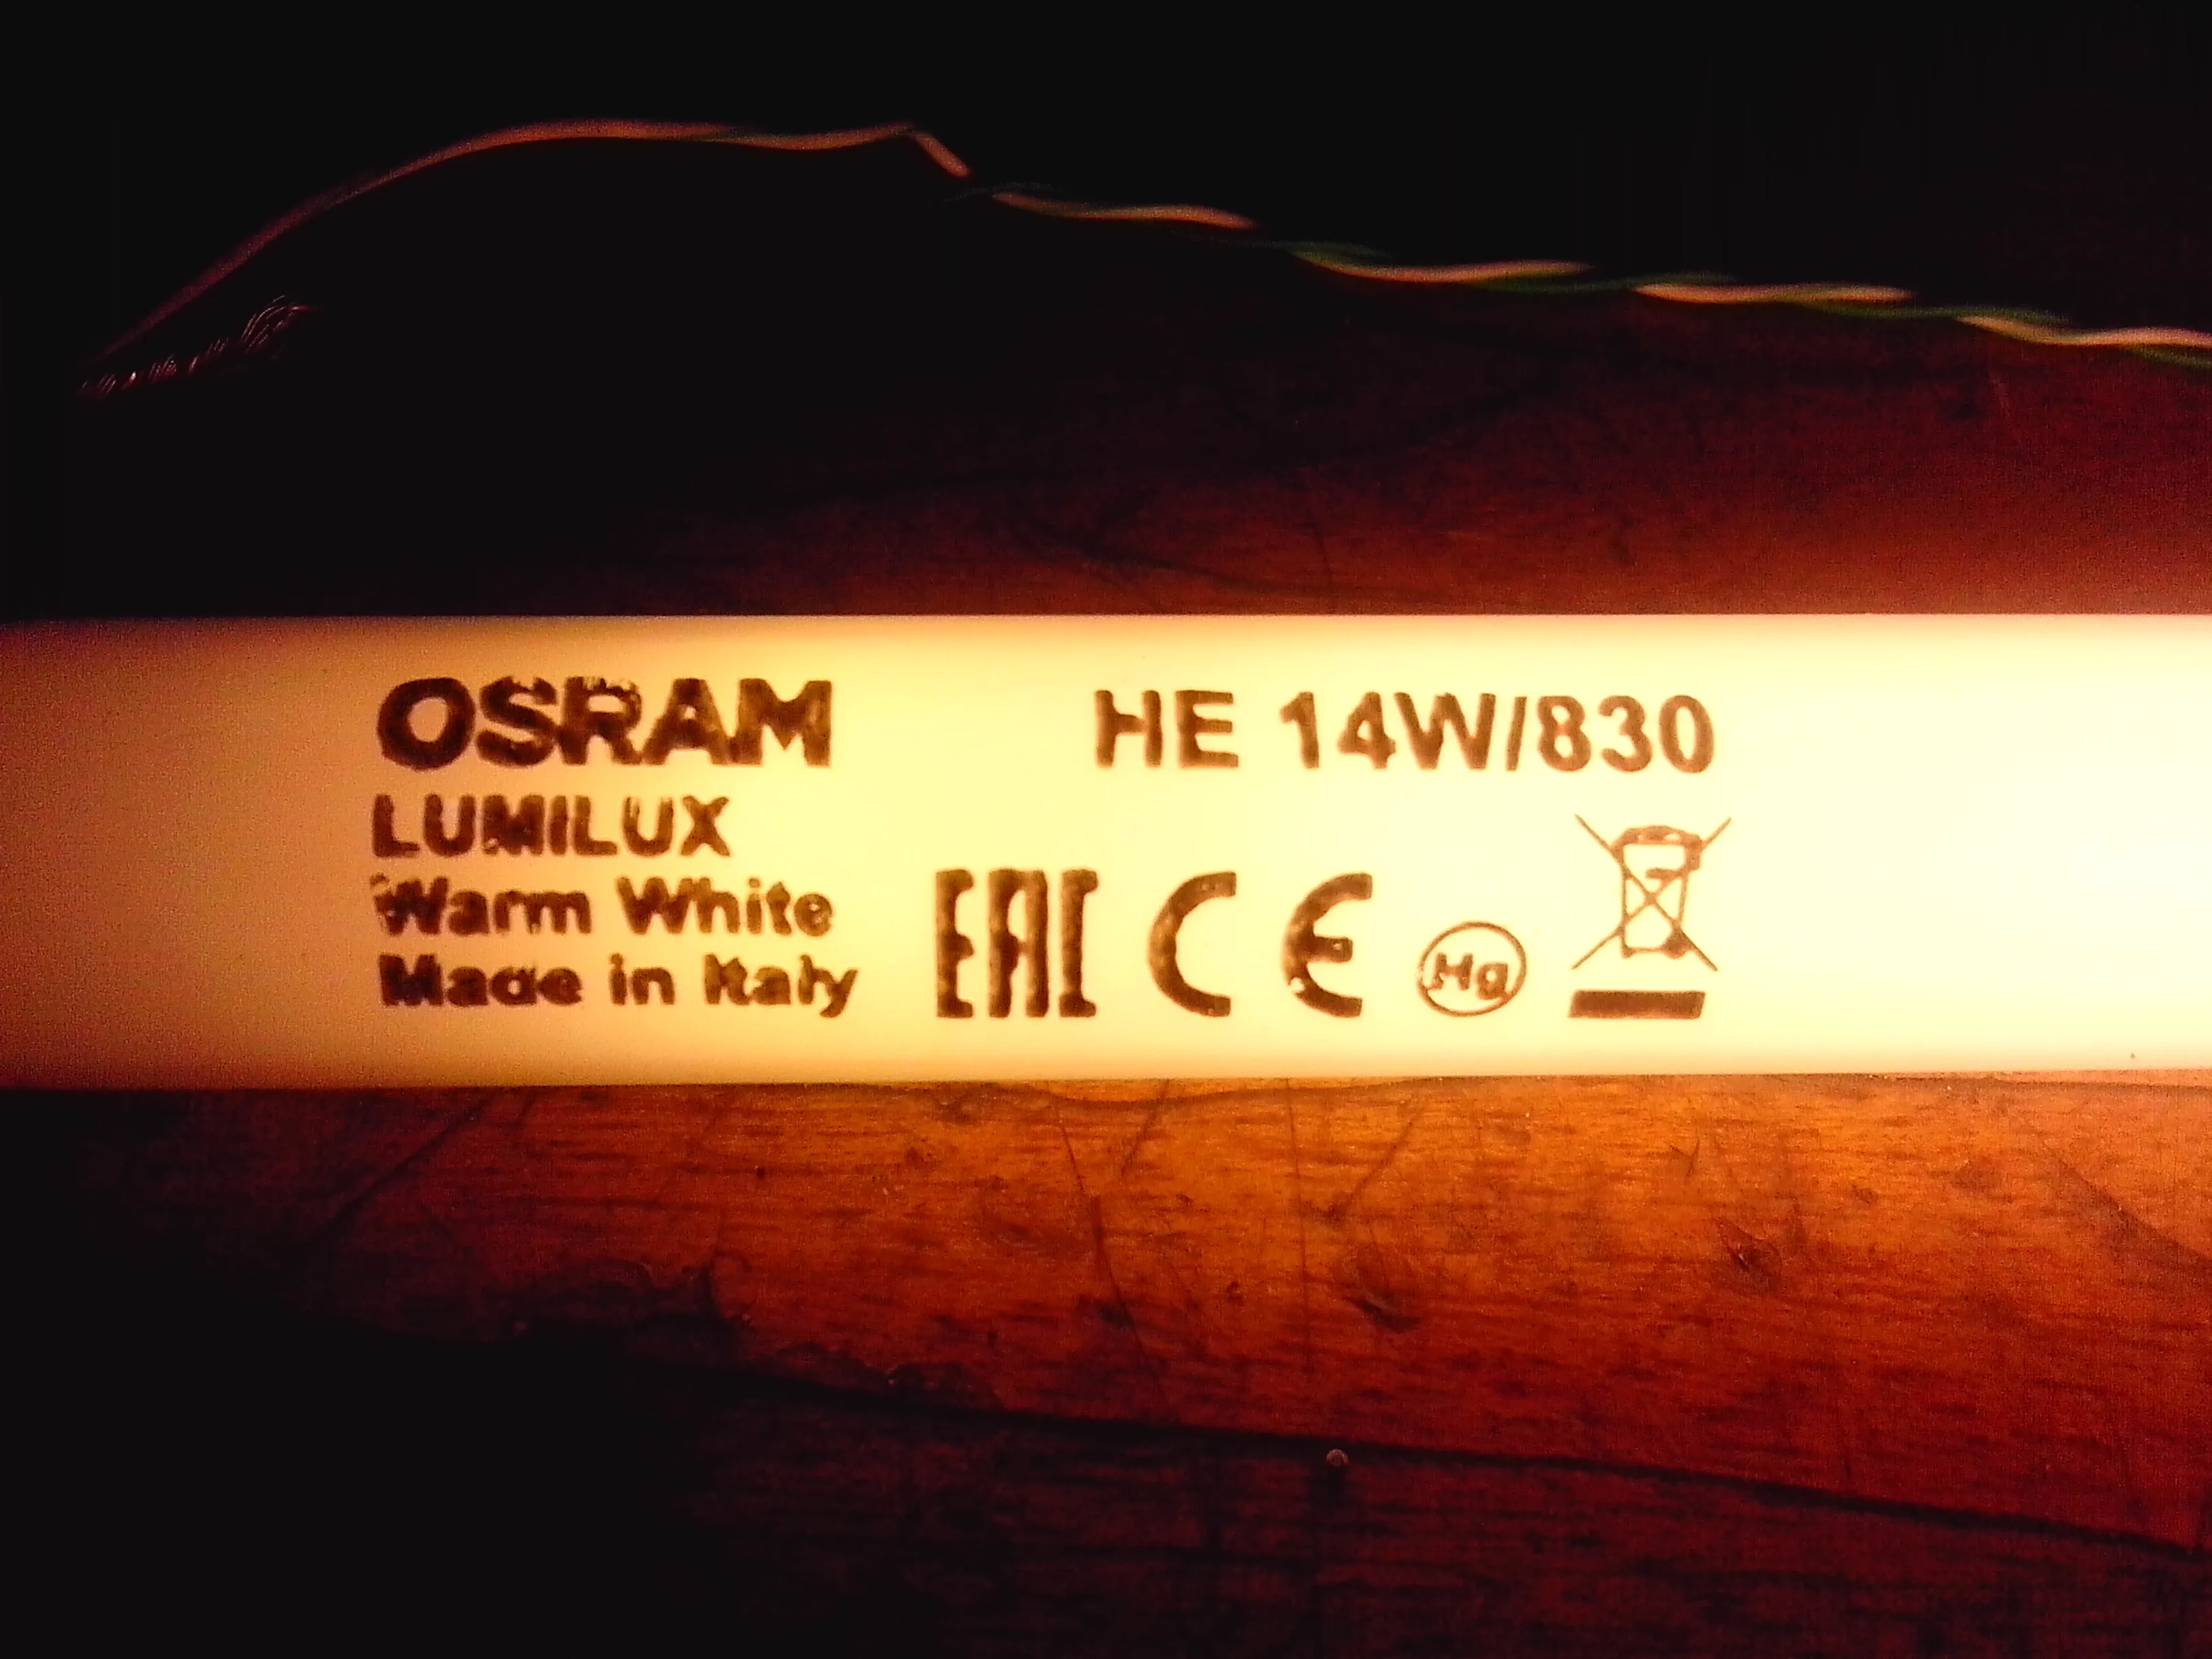 OSRAM
LUMILUX
Warm White
Made in Italy
HE 14W/830
EAC CE Hg